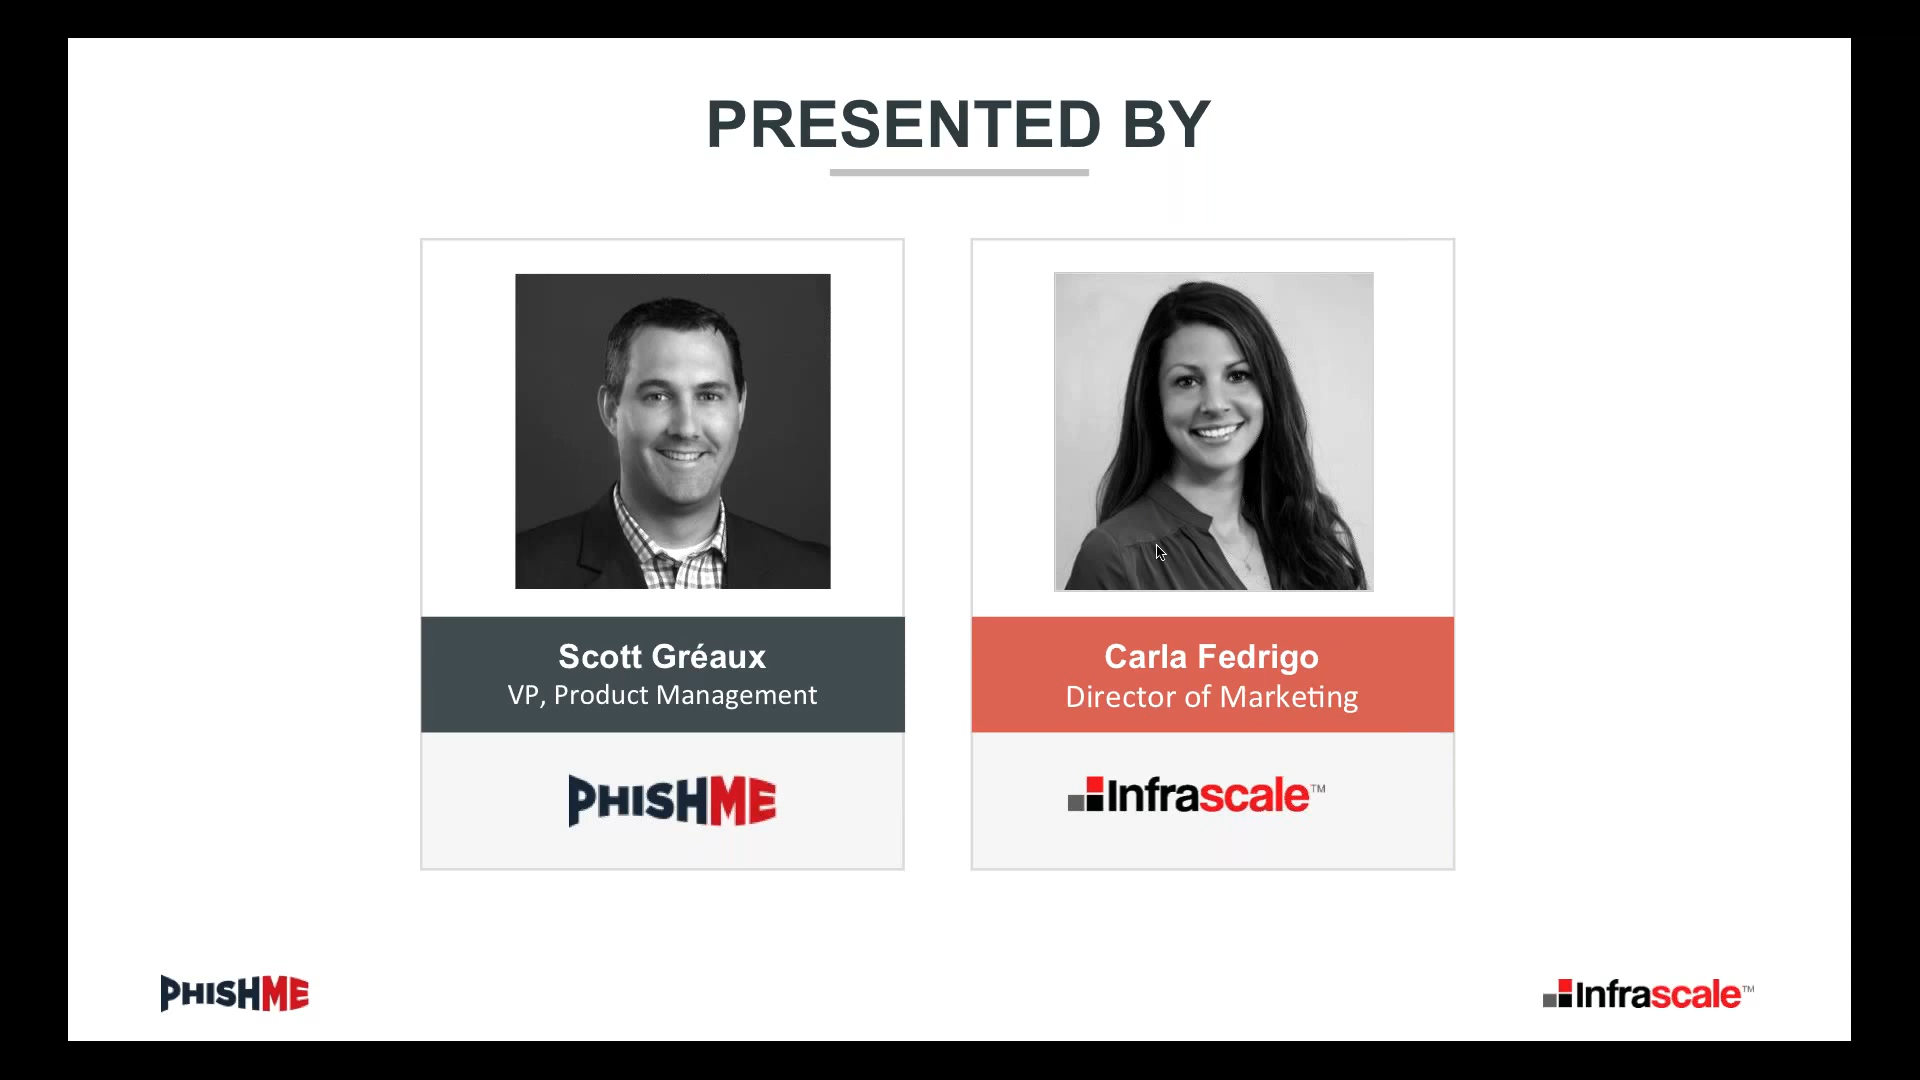 PRESENTED BY
Scott Gréaux
VP, Product Management
PHISHME
Carla Fedrigo
Director of Marketing
Infrascale™
PHISHME
Infrascale™